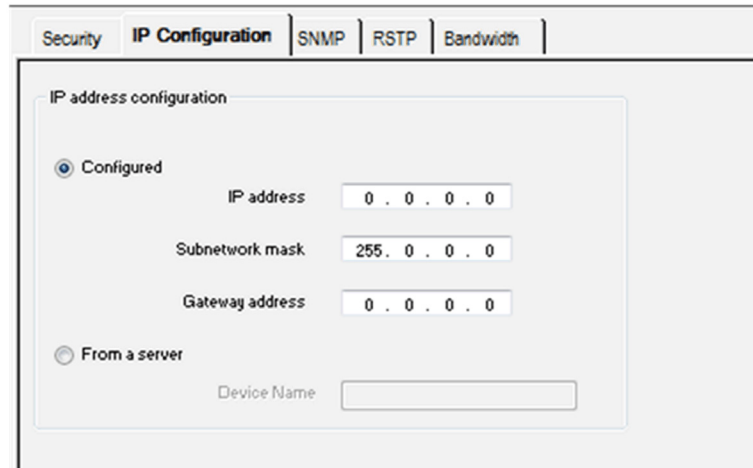 Security IP Configuration SNMP RSTP Bandwidth
IP address configuration
Configured
IP address 0 . 0 . 0 . 0
Subnetwork mask 255. 0 . 0 . 0
Gateway address 0 . 0 . 0 . 0
From a server
Device Name